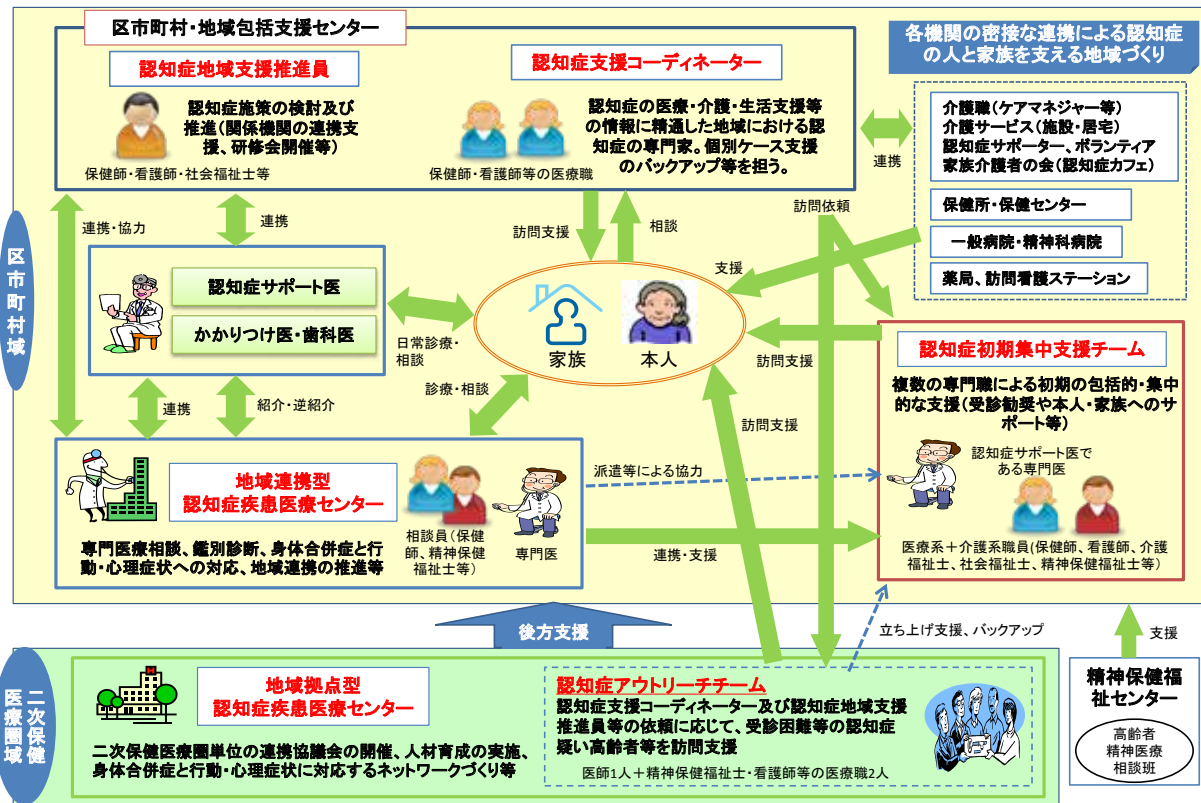 区市町村・地域包括支援センター
認知症地域支援推進員
認知症施策の検討及び
推進(関係機関の連携支
援、研修会開催等)
保健師・看護師・社会福祉士等
認知症支援コーディネーター
認知症の医療・介護・生活支援等
の情報に精通した地域における認
知症の専門家。個別ケース支援
のバックアップ等を担う。
保健師・看護師等の医療職
各機関の密接な連携による認知症
の人と家族を支える地域づくり
連携
介護職(ケアマネジャー等)
介護サービス(施設・居宅)
認知症サポーター、ボランティア
家族介護者の会(認知症カフェ)
保健所・保健センター
一般病院・精神科病院
薬局、訪問看護ステーション
区市町村域
連携・協力
連携
訪問支援
相談
訪問依頼
支援
認知症サポート医
かかりつけ医・歯科医
日常診療・
相談
家族
本人
訪問支援
診療・相談
連携
紹介・逆紹介
訪問支援
認知症初期集中支援チーム
複数の専門職による初期の包括的・集中
的な支援(受診勧奨や本人・家族へのサ
ポート等)
認知症サポート医で
ある専門医
医療系+介護系職員(保健師、看護師、介護
福祉士、社会福祉士、精神保健福祉士等)
地域連携型
認知症疾患医療センター
専門医療相談、鑑別診断、身体合併症と行
動・心理症状への対応、地域連携の推進等
相談員(保健
師、精神保健
福祉士等)
専門医
派遣等による協力
連携・支援
後方支援
立ち上げ支援、バックアップ
支援
二次保健
医療圏域
地域拠点型
認知症疾患医療センター
二次保健医療圏単位の連携協議会の開催、人材育成の実施、
身体合併症と行動・心理症状に対応するネットワークづくり等
認知症アウトリーチチーム
認知症支援コーディネーター及び認知症地域支援
推進員等の依頼に応じて、受診困難等の認知症
疑い高齢者等を訪問支援
医師1人+精神保健福祉士・看護師等の医療職2人
精神保健福
祉センター
高齢者
精神医療
相談班